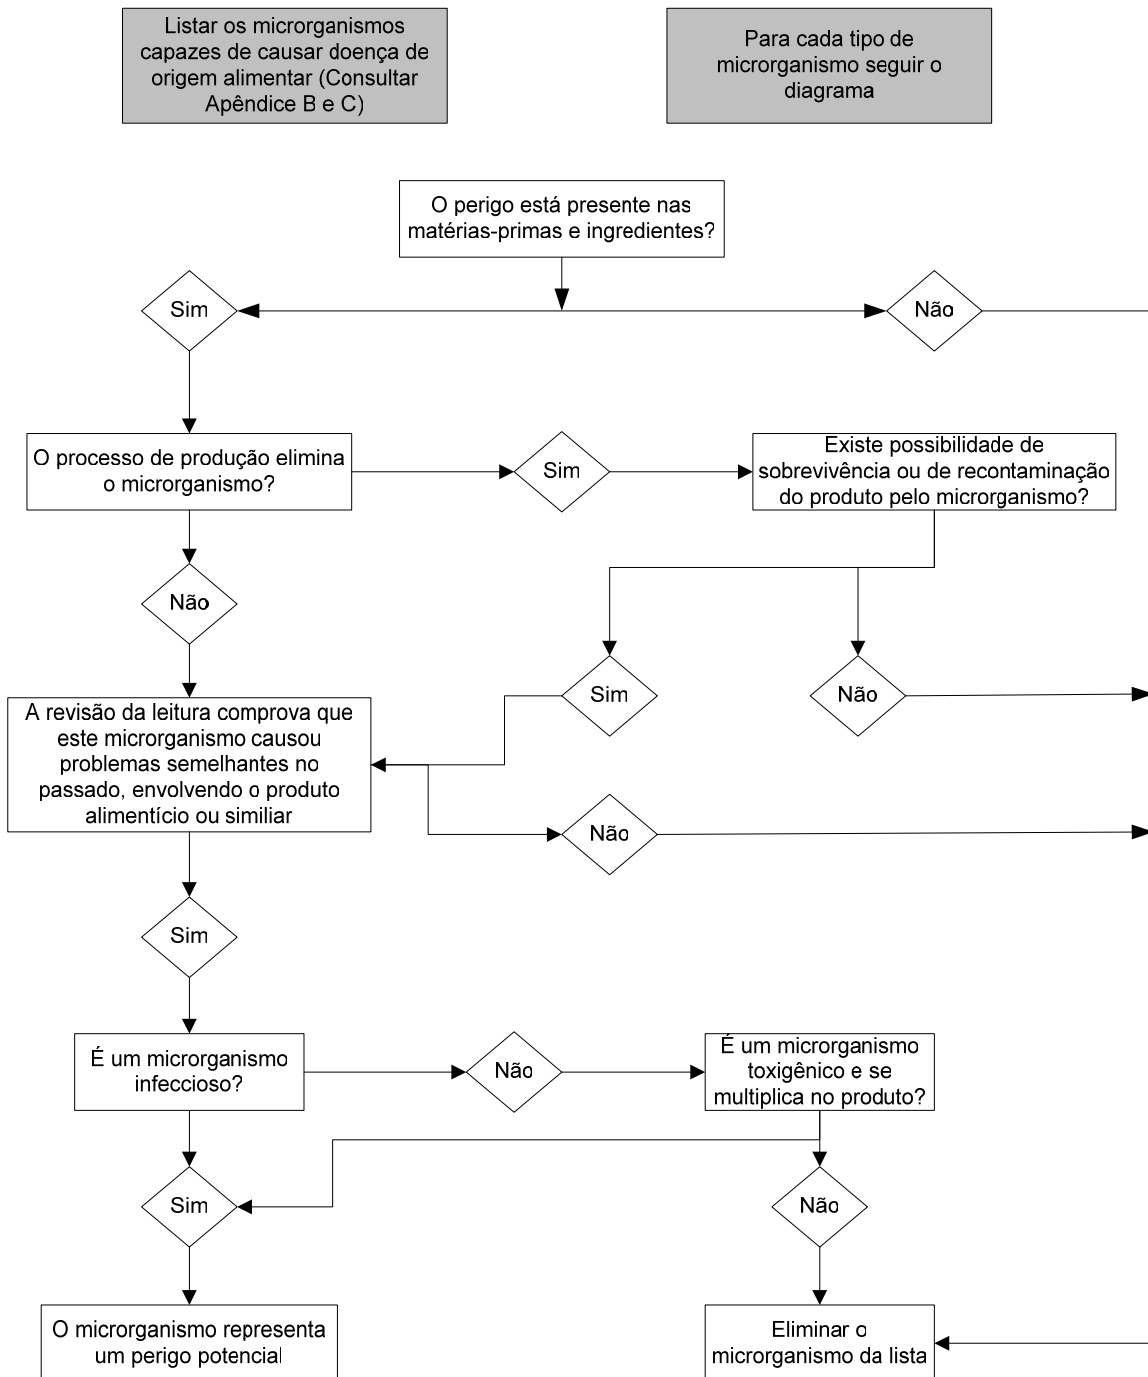 Listar os microrganismos
capazes de causar doença de
origem alimentar (Consultar
Apêndice B e C)
Para cada tipo de
microrganismo seguir o
diagrama
O perigo está presente nas
matérias-primas e ingredientes?
Sim
Não
O processo de produção elimina
o microrganismo?
Sim
Existe possibilidade de
sobrevivência ou de recontaminação
do produto pelo microrganismo?
Não
Sim
Não
A revisão da leitura comprova que
este microrganismo causou
problemas semelhantes no
passado, envolvendo o produto
alimentício ou similiar
Não
Sim
É um microrganismo
infeccioso?
Não
É um microrganismo
toxigênico e se
multiplica no produto?
Sim
Não
O microrganismo representa
um perigo potencial
Eliminar o
microrganismo da lista